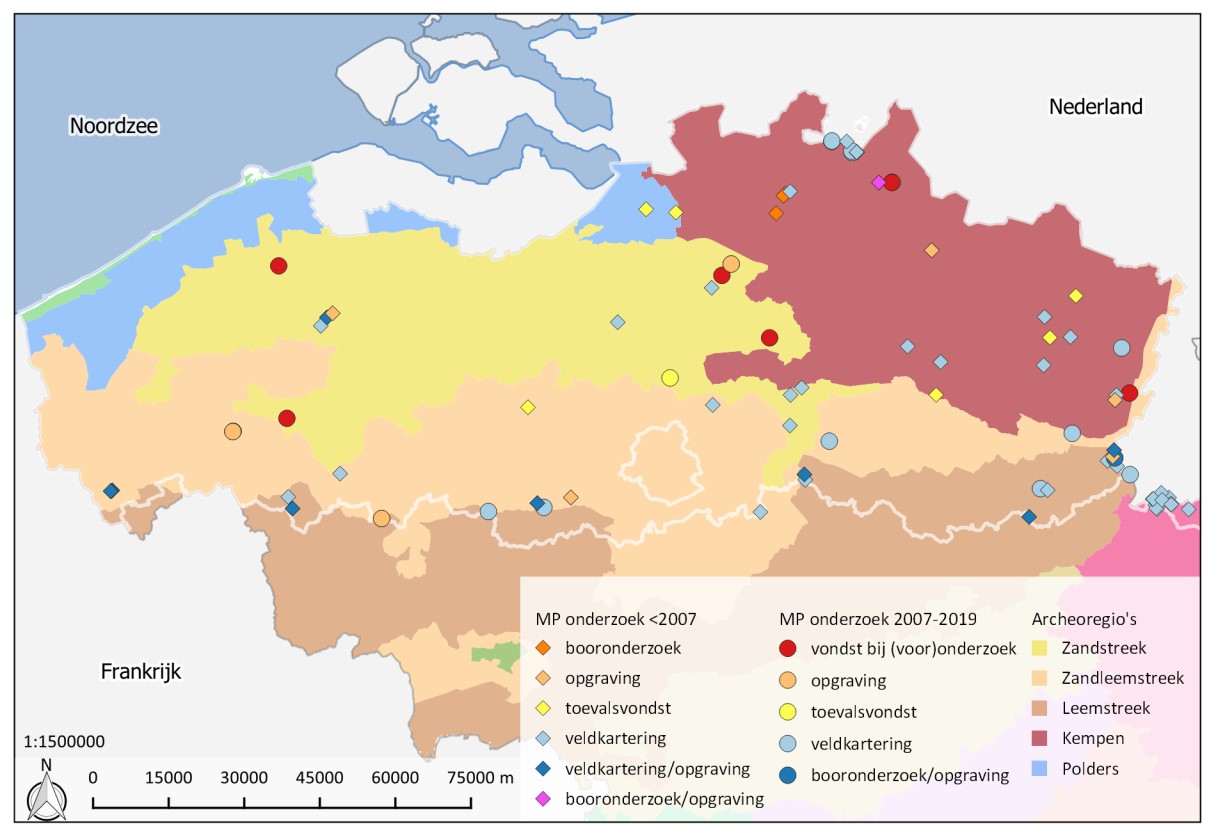 Noordzee
Nederland
Frankrijk
1:1500000
N
0 15000 30000 45000 60000 75000 m
MP onderzoek <2007
booronderzoek
opgraving
toevalsvondst
veldkartering
veldkartering/opgraving
booronderzoek/opgraving
MP onderzoek 2007-2019
vondst bij (voor)onderzoek
opgraving
toevalsvondst
veldkartering
booronderzoek/opgraving
Archeoregio's
Zandstreek
Zandleemstreek
Leemstreek
Kempen
Polders